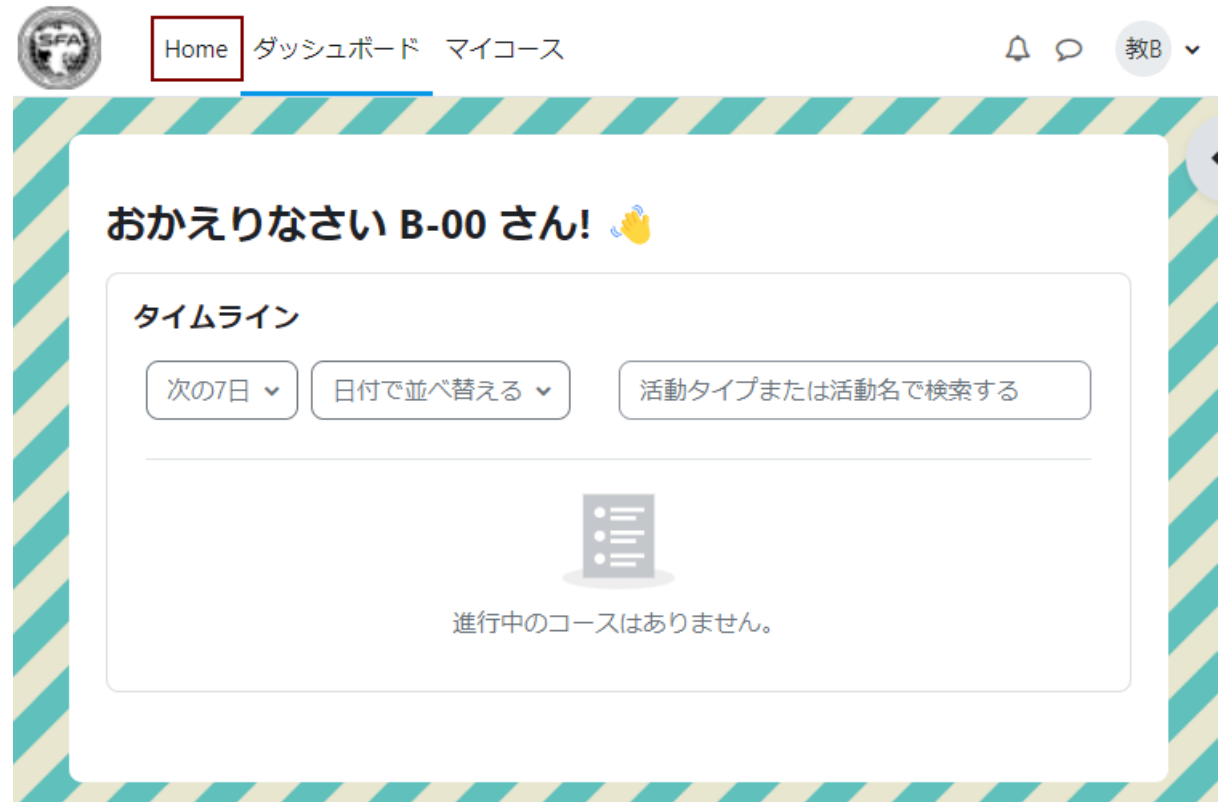 SFA
Home ダッシュボード マイコース 教B
おかえりなさい B-00 さん! 👋
タイムライン
次の7日 日付で並べ替える 活動タイプまたは活動名で検索する
進行中のコースはありません。